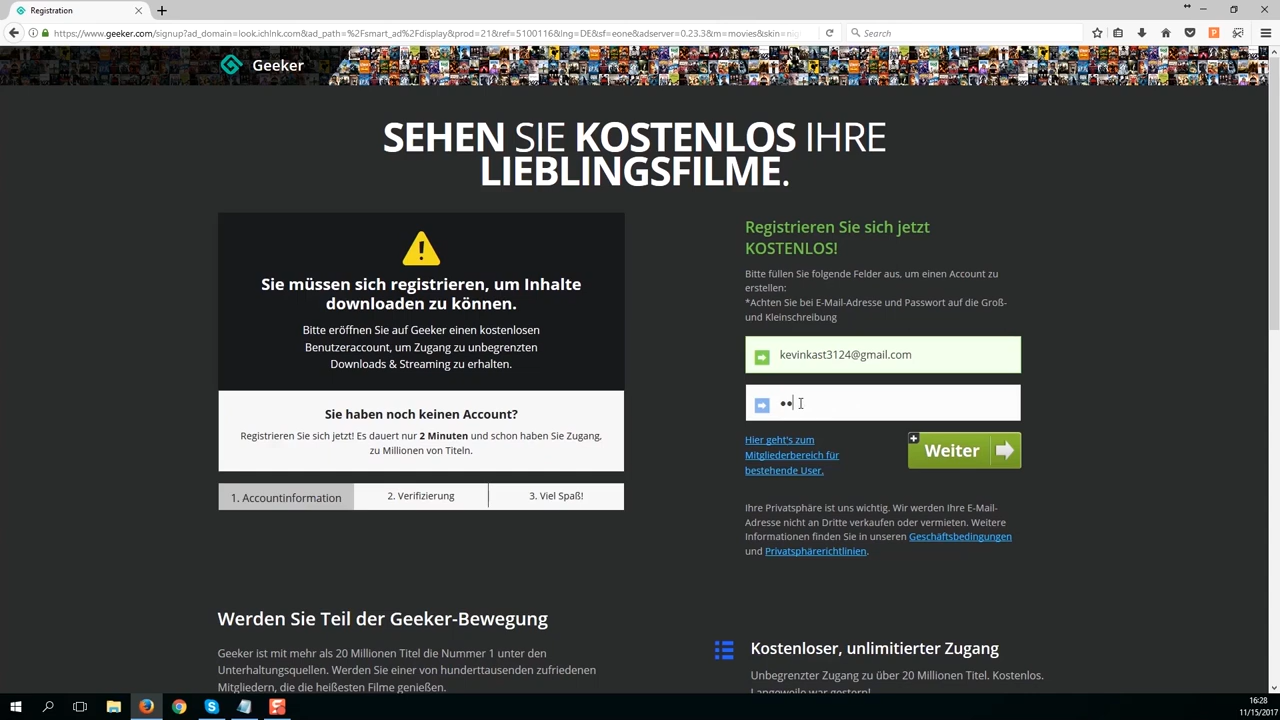 Registration
https://www.geeker.com/signup?ad_domain=look.ichlnk.com&ad_path=%2Fsmart_ad%2Fdisplay&prod=21&ref=5100116&lng=DE&sf=eone&adserver=0.23.3&m=movies&skin=nig
Search
Geeker
SEHEN SIE KOSTENLOS IHRE
LIEBLINGSFILME.
Sie müssen sich registrieren, um Inhalte
downloaden zu können.
Bitte eröffnen Sie auf Geeker einen kostenlosen
Benutzeraccount, um Zugang zu unbegrenzten
Downloads & Streaming zu erhalten.
Sie haben noch keinen Account?
Registrieren Sie sich jetzt! Es dauert nur 2 Minuten und schon haben Sie Zugang,
zu Millionen von Titeln.
1. Accountinformation 2. Verifizierung 3. Viel Spaß!
Registrieren Sie sich jetzt
KOSTENLOS!
Bitte füllen Sie folgende Felder aus, um einen Account zu
erstellen:
*Achten Sie bei E-Mail-Adresse und Passwort auf die Groß-
und Kleinschreibung
kevinkast3124@gmail.com
Hier geht's zum
Mitgliederbereich für
bestehende User.
Weiter
Ihre Privatsphäre ist uns wichtig. Wir werden Ihre E-Mail-
Adresse nicht an Dritte verkaufen oder vermieten. Weitere
Informationen finden Sie in unseren Geschäftsbedingungen
und Privatsphärerichtlinien.
Werden Sie Teil der Geeker-Bewegung
Geeker ist mit mehr als 20 Millionen Titel die Nummer 1 unter den
Unterhaltungsquellen. Werden Sie einer von hunderttausenden zufriedenen
Mitgliedern, die die heißesten Filme genießen.
Kostenloser, unlimitierter Zugang
Unbegrenzter Zugang zu über 20 Millionen Titel. Kostenlos.
Langeweile war gestern!
16:28
11/15/2017